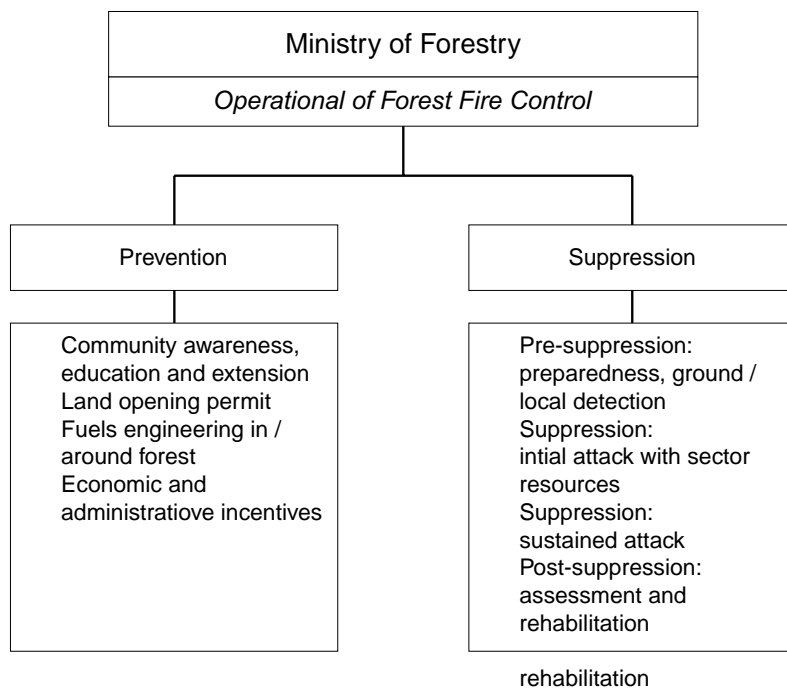 Ministry of Forestry
Operational of Forest Fire Control
Prevention
Community awareness,
education and extension
Land opening permit
Fuels engineering in /
around forest
Economic and
administratiove incentives
Suppression
Pre-suppression:
preparedness, ground /
local detection
Suppression:
intial attack with sector
resources
Suppression:
sustained attack
Post-suppression:
assessment and
rehabilitation
rehabilitation